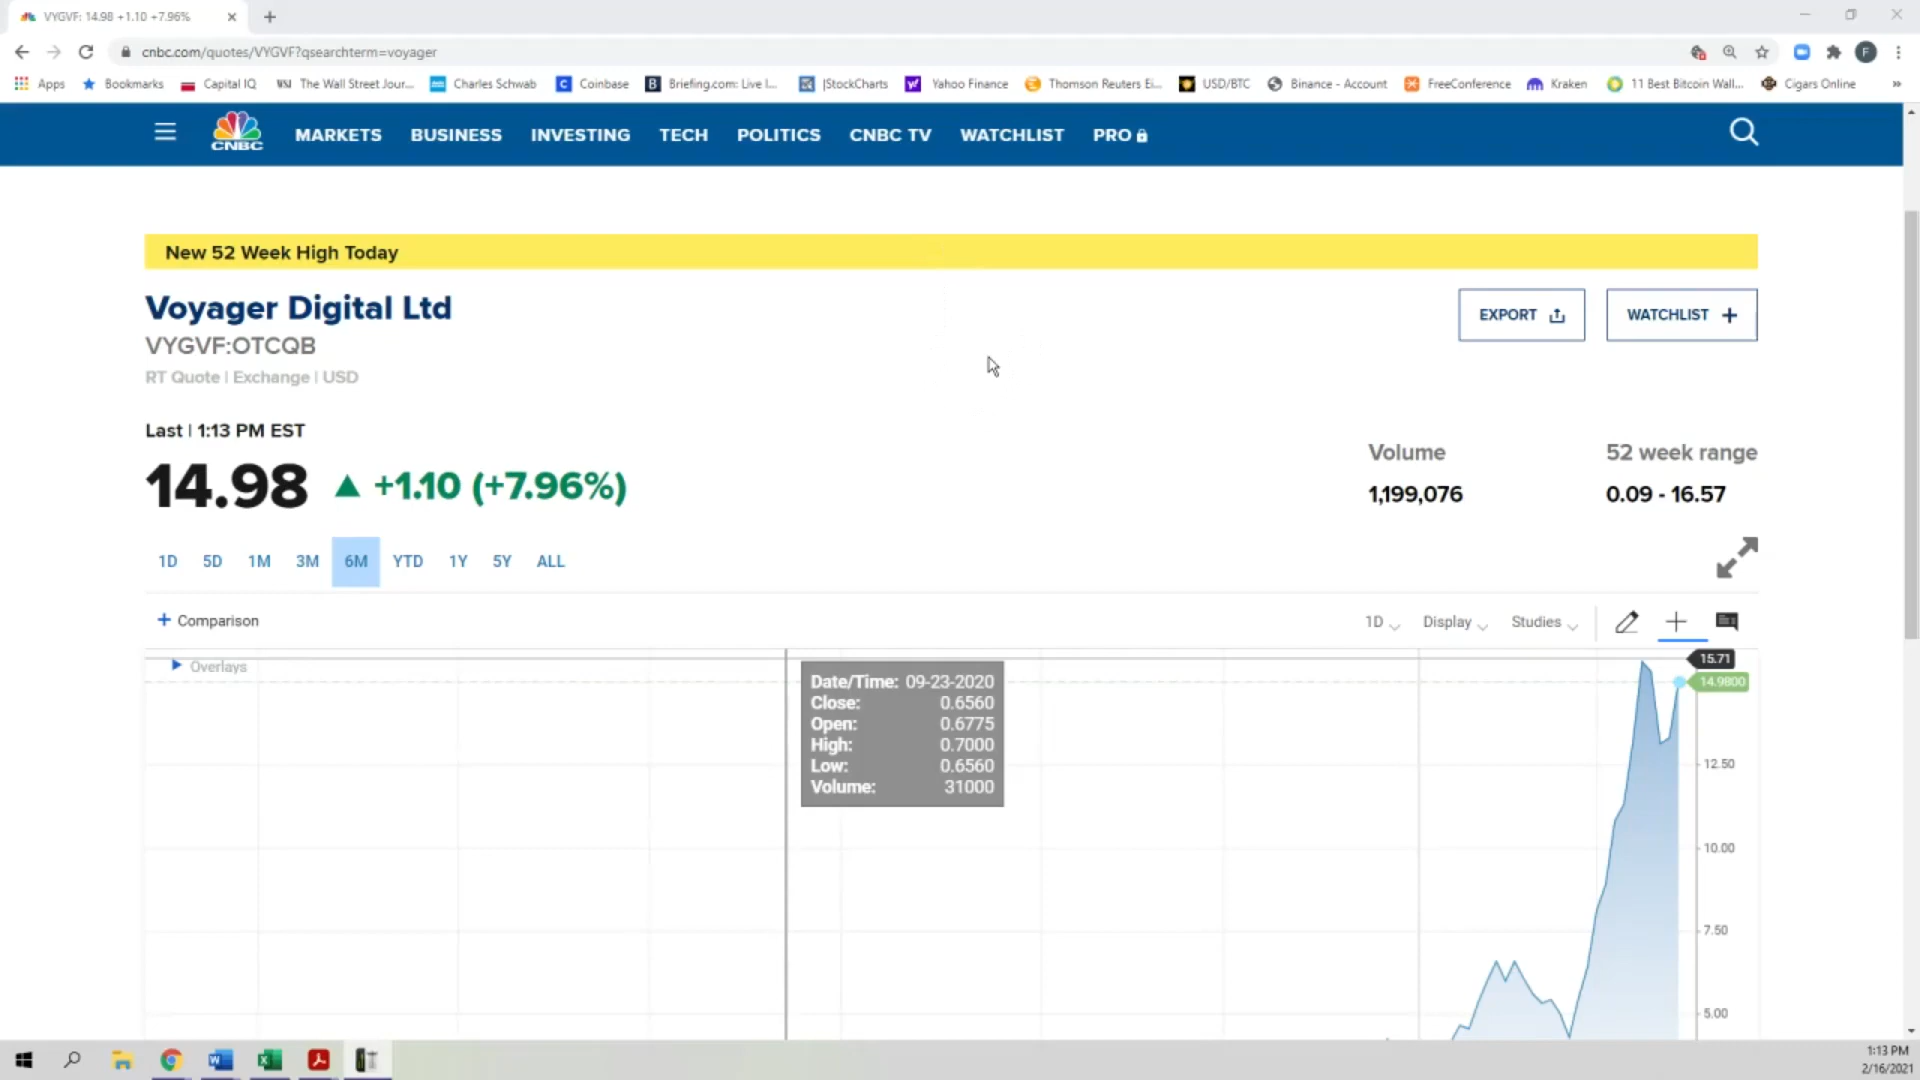 VYGVF: 14.98 +1.10 +7.96%
cnbc.com/quotes/VYGVF?qsearchterm=voyager
F
Apps Bookmarks Capital IQ WSJ The Wall Street Jour... Charles Schwab Coinbase Briefing.com: Live I... |StockCharts Yahoo Finance Thomson Reuters Ei... USD/BTC Binance - Account FreeConference Kraken 11 Best Bitcoin Wall... Cigars Online »
CNBC MARKETS BUSINESS INVESTING TECH POLITICS CNBC TV WATCHLIST PRO
New 52 Week High Today
Voyager Digital Ltd
EXPORT WATCHLIST +
VYGVF:OTCQB
RT Quote | Exchange | USD
Last | 1:13 PM EST
Volume 52 week range
14.98 ▲ +1.10 (+7.96%)
1,199,076 0.09 - 16.57
1D 5D 1M 3M 6M YTD 1Y 5Y ALL
+ Comparison 1D Display Studies
Overlays
15.71
14.9800
Date/Time: 09-23-2020
Close: 0.6560
Open: 0.6775
High: 0.7000
Low: 0.6560
Volume: 31000
12.50
10.00
7.50
5.00
1:13 PM
2/16/2021